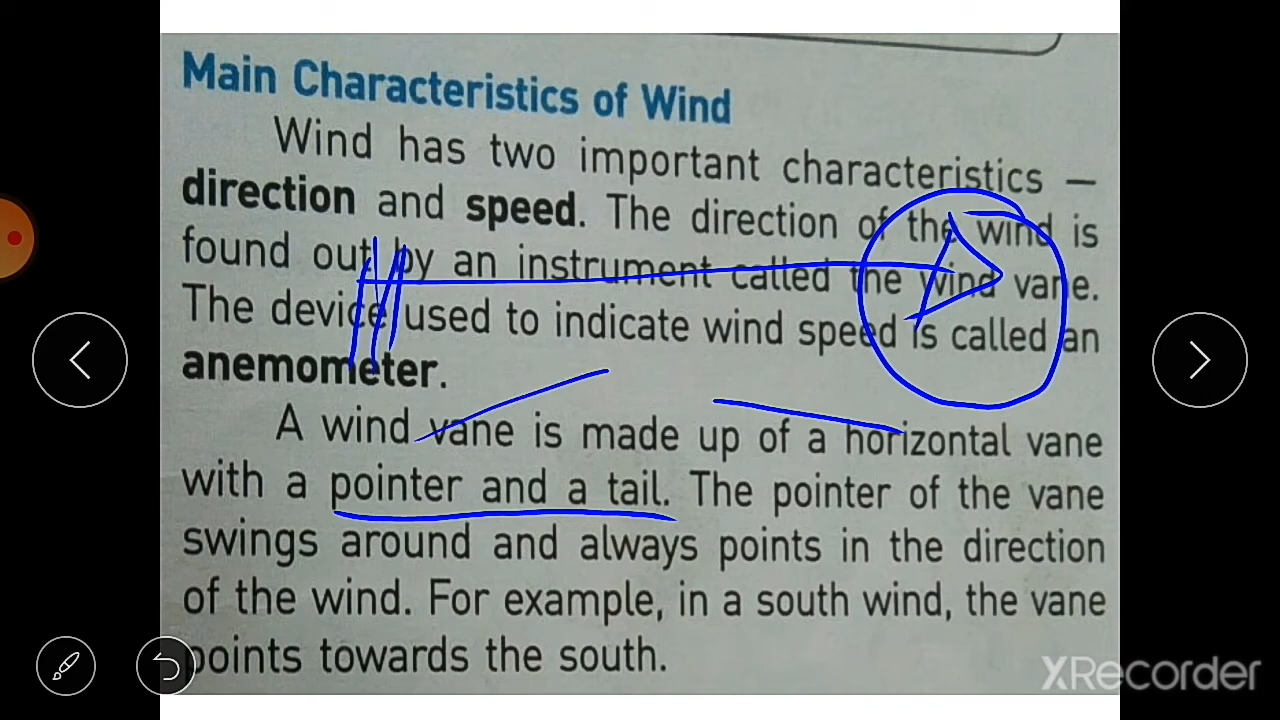 Main Characteristics of Wind
Wind has two important characteristics –
direction and speed. The direction of the wind is
found out by an instrument called the wind vane.
The device used to indicate wind speed is called an
anemometer.
A wind vane is made up of a horizontal vane
with a pointer and a tail. The pointer of the vane
swings around and always points in the direction
of the wind. For example, in a south wind, the vane
points towards the south.
XRecorder